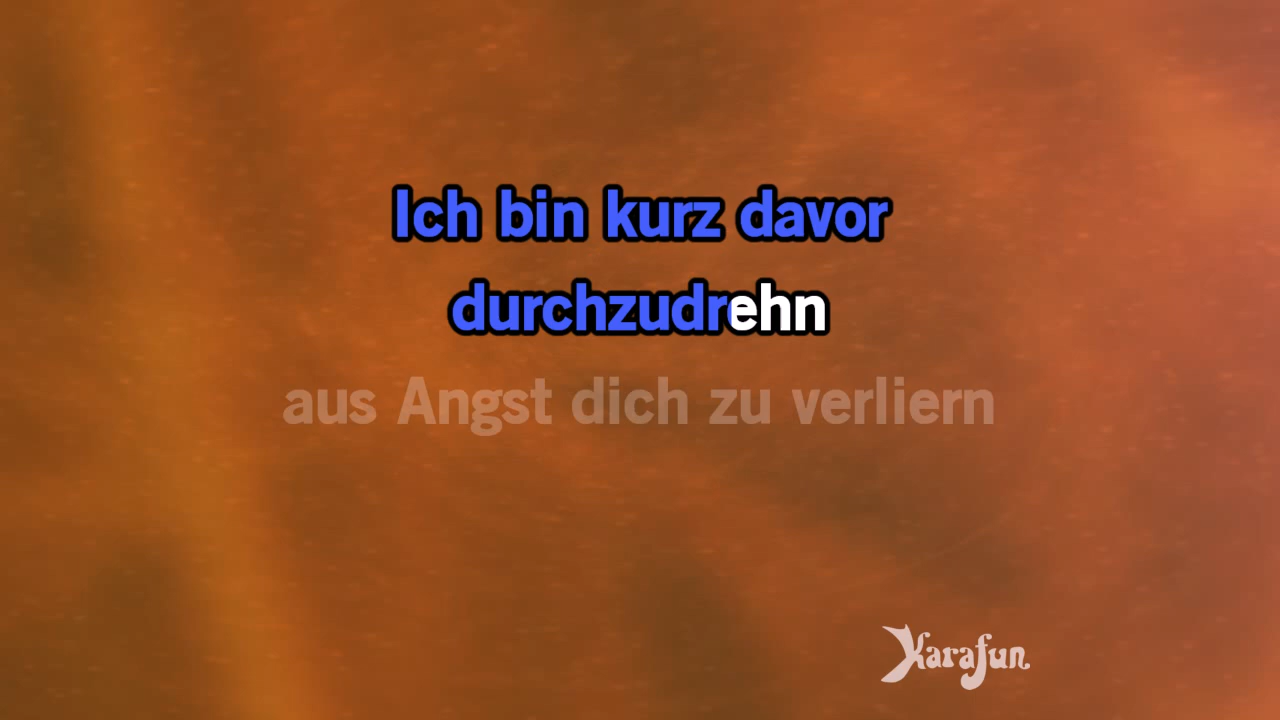 Ich bin kurz davor
durchzudrehn
aus Angst dich zu verliern
Karafun